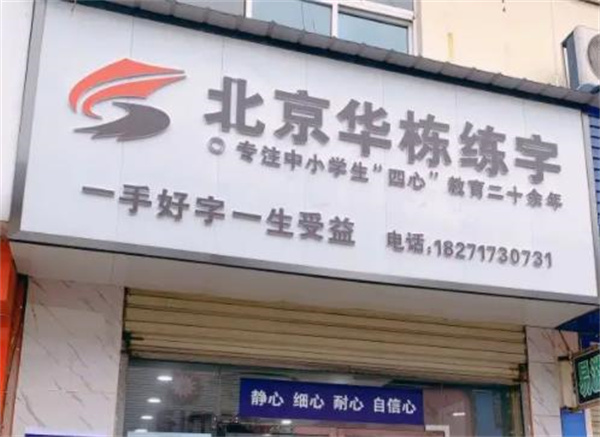 北京华栋练字
专注中小学生“四心”教育二十余年
一手好字一生受益 电话:18271730731
静心 细心 耐心 自信心